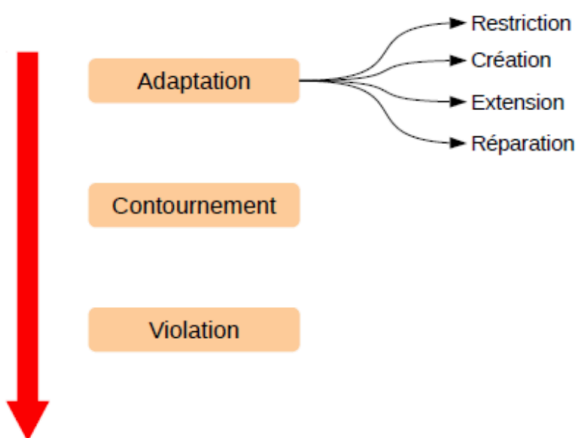 Restriction
Adaptation
Création
Extension
Réparation
Contournement
Violation